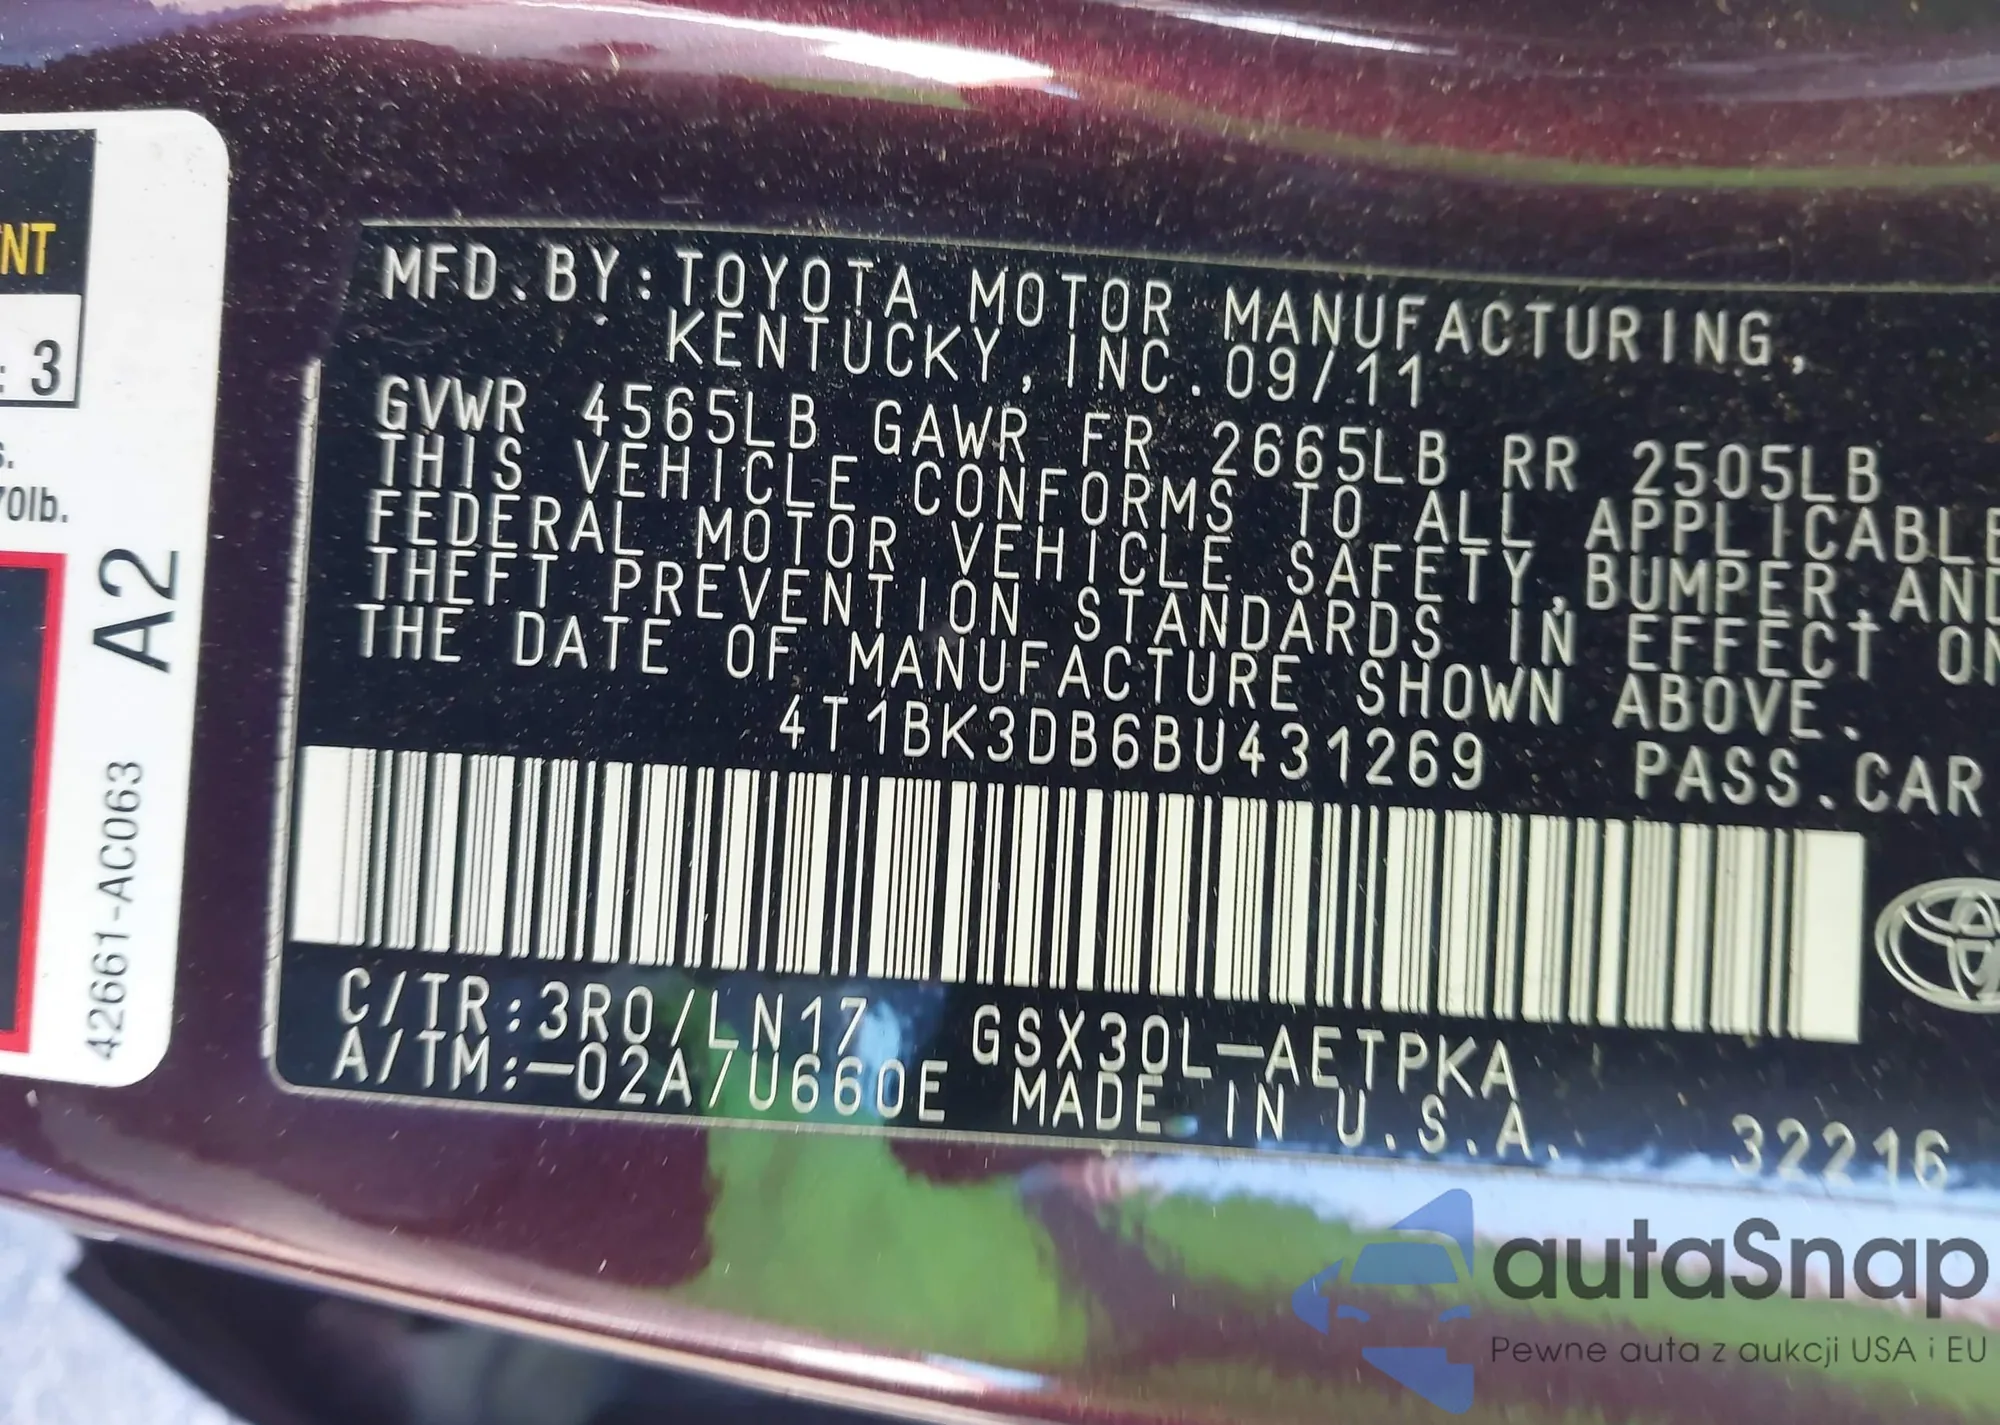 NT
: 3
s.
70lb.
A2
42661-AC063
MFD.BY:TOYOTA MOTOR MANUFACTURING,
KENTUCKY,INC.09/11
GVWR 4565LB GAWR FR 2665LB RR 2505LB
THIS VEHICLE CONFORMS TO ALL APPLICABLE
FEDERAL MOTOR VEHICLE SAFETY,BUMPER,AND
THEFT PREVENTION STANDARDS IN EFFECT ON
THE DATE OF MANUFACTURE SHOWN ABOVE.
4T1BK3DB6BU431269 PASS.CAR
C/TR:3R0/LN17 GSX30L-AETPKA
A/TM:-02A/U660E MADE IN U.S.A. 32216
autaSnap
Pewne auta z aukcji USA i EU